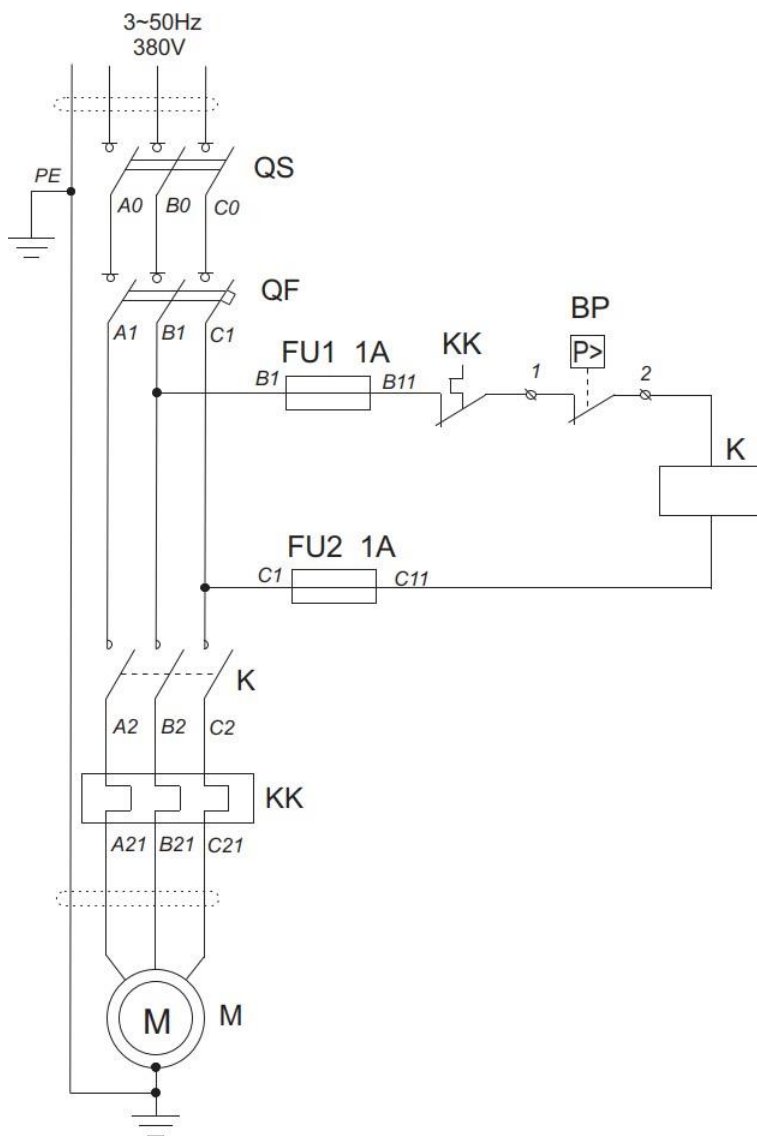 3~50Hz
380V
QS
PE
A0 B0 C0
QF
BP
A1 B1 C1
FU1 1A
KK
P>
B1
B11
1
2
K
FU2 1A
C1
C11
K
A2 B2 C2
KK
A21 B21 C21
M
M